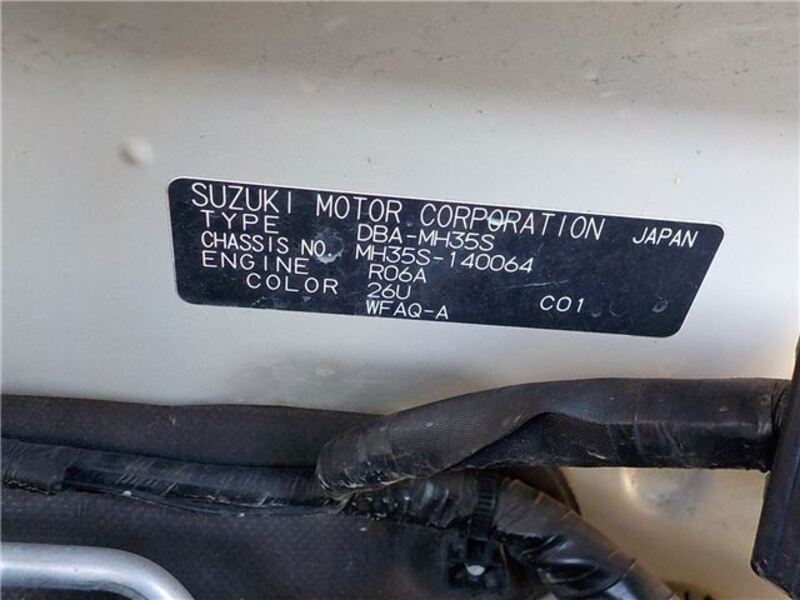 SUZUKI MOTOR CORPORATION JAPAN
TYPE DBA-MH35S
CHASSIS NO. MH35S-140064
ENGINE R06A
COLOR 26U
WFAQ-A C01